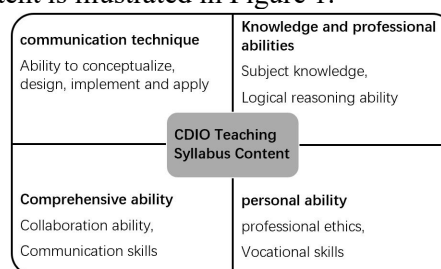 tent is illustrated in Figure 1.
communication technique
Ability to conceptualize,
design, implement and apply
Knowledge and professional
abilities
Subject knowledge,
Logical reasoning ability
CDIO Teaching
Syllabus Content
Comprehensive ability
Collaboration ability,
Communication skills
personal ability
professional ethics,
Vocational skills